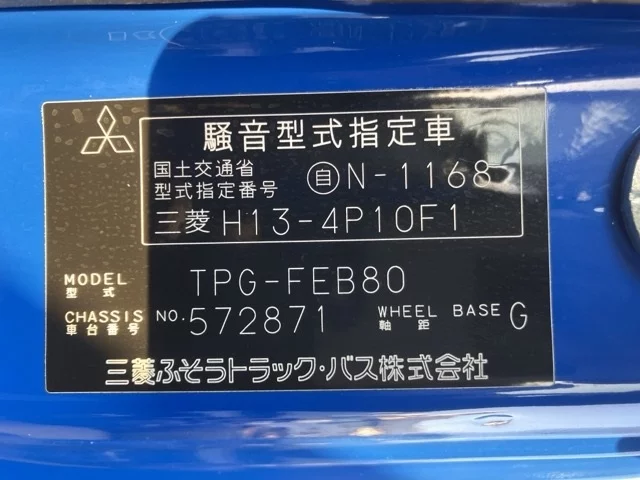 騒音型式指定車
国土交通省
型式指定番号 自N-1168
三菱 H13-4P10F1
MODEL
型式 TPG-FEB80
CHASSIS NO. 572871 WHEEL BASE G
車台番号 軸距
三菱ふそうトラック・バス株式会社